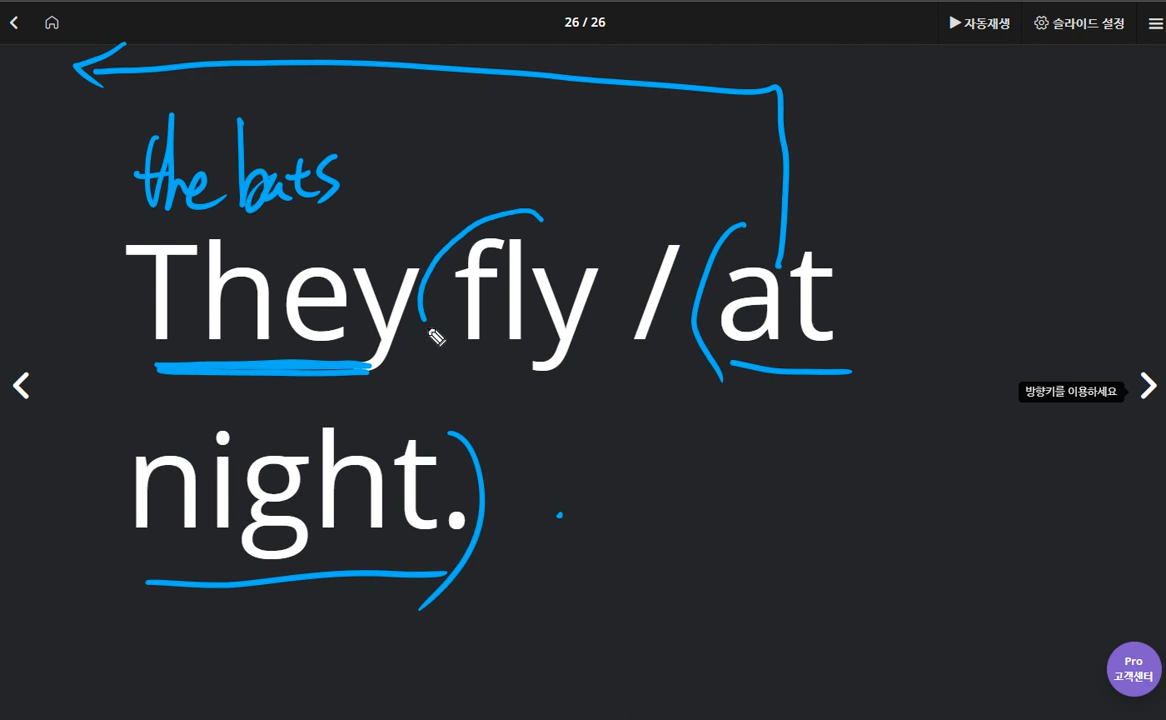 26 / 26
자동재생
슬라이드 설정
the bats
They fly / at
night.
방향키를 이용하세요
Pro
고객센터